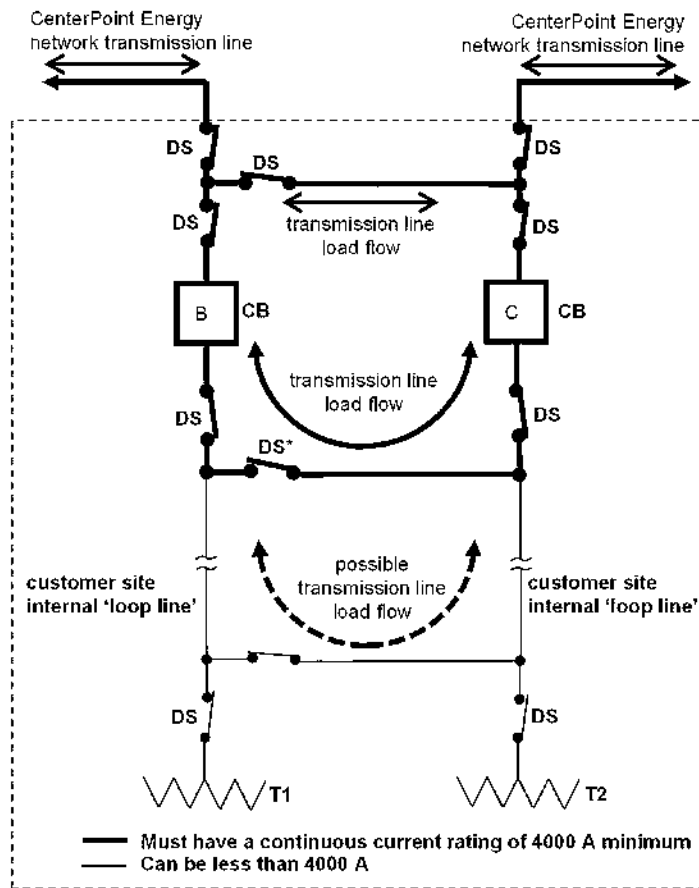 CenterPoint Energy
network transmission line
CenterPoint Energy
network transmission line
DS
DS
DS
DS
transmission line
load flow
DS
B
CB
C
CB
transmission line
load flow
DS
DS
DS*
customer site
internal 'loop line'
possible
transmission line
load flow
customer site
internal 'foop line'
DS
DS
T1
T2
Must have a continuous current rating of 4000 A minimum
Can be less than 4000 A